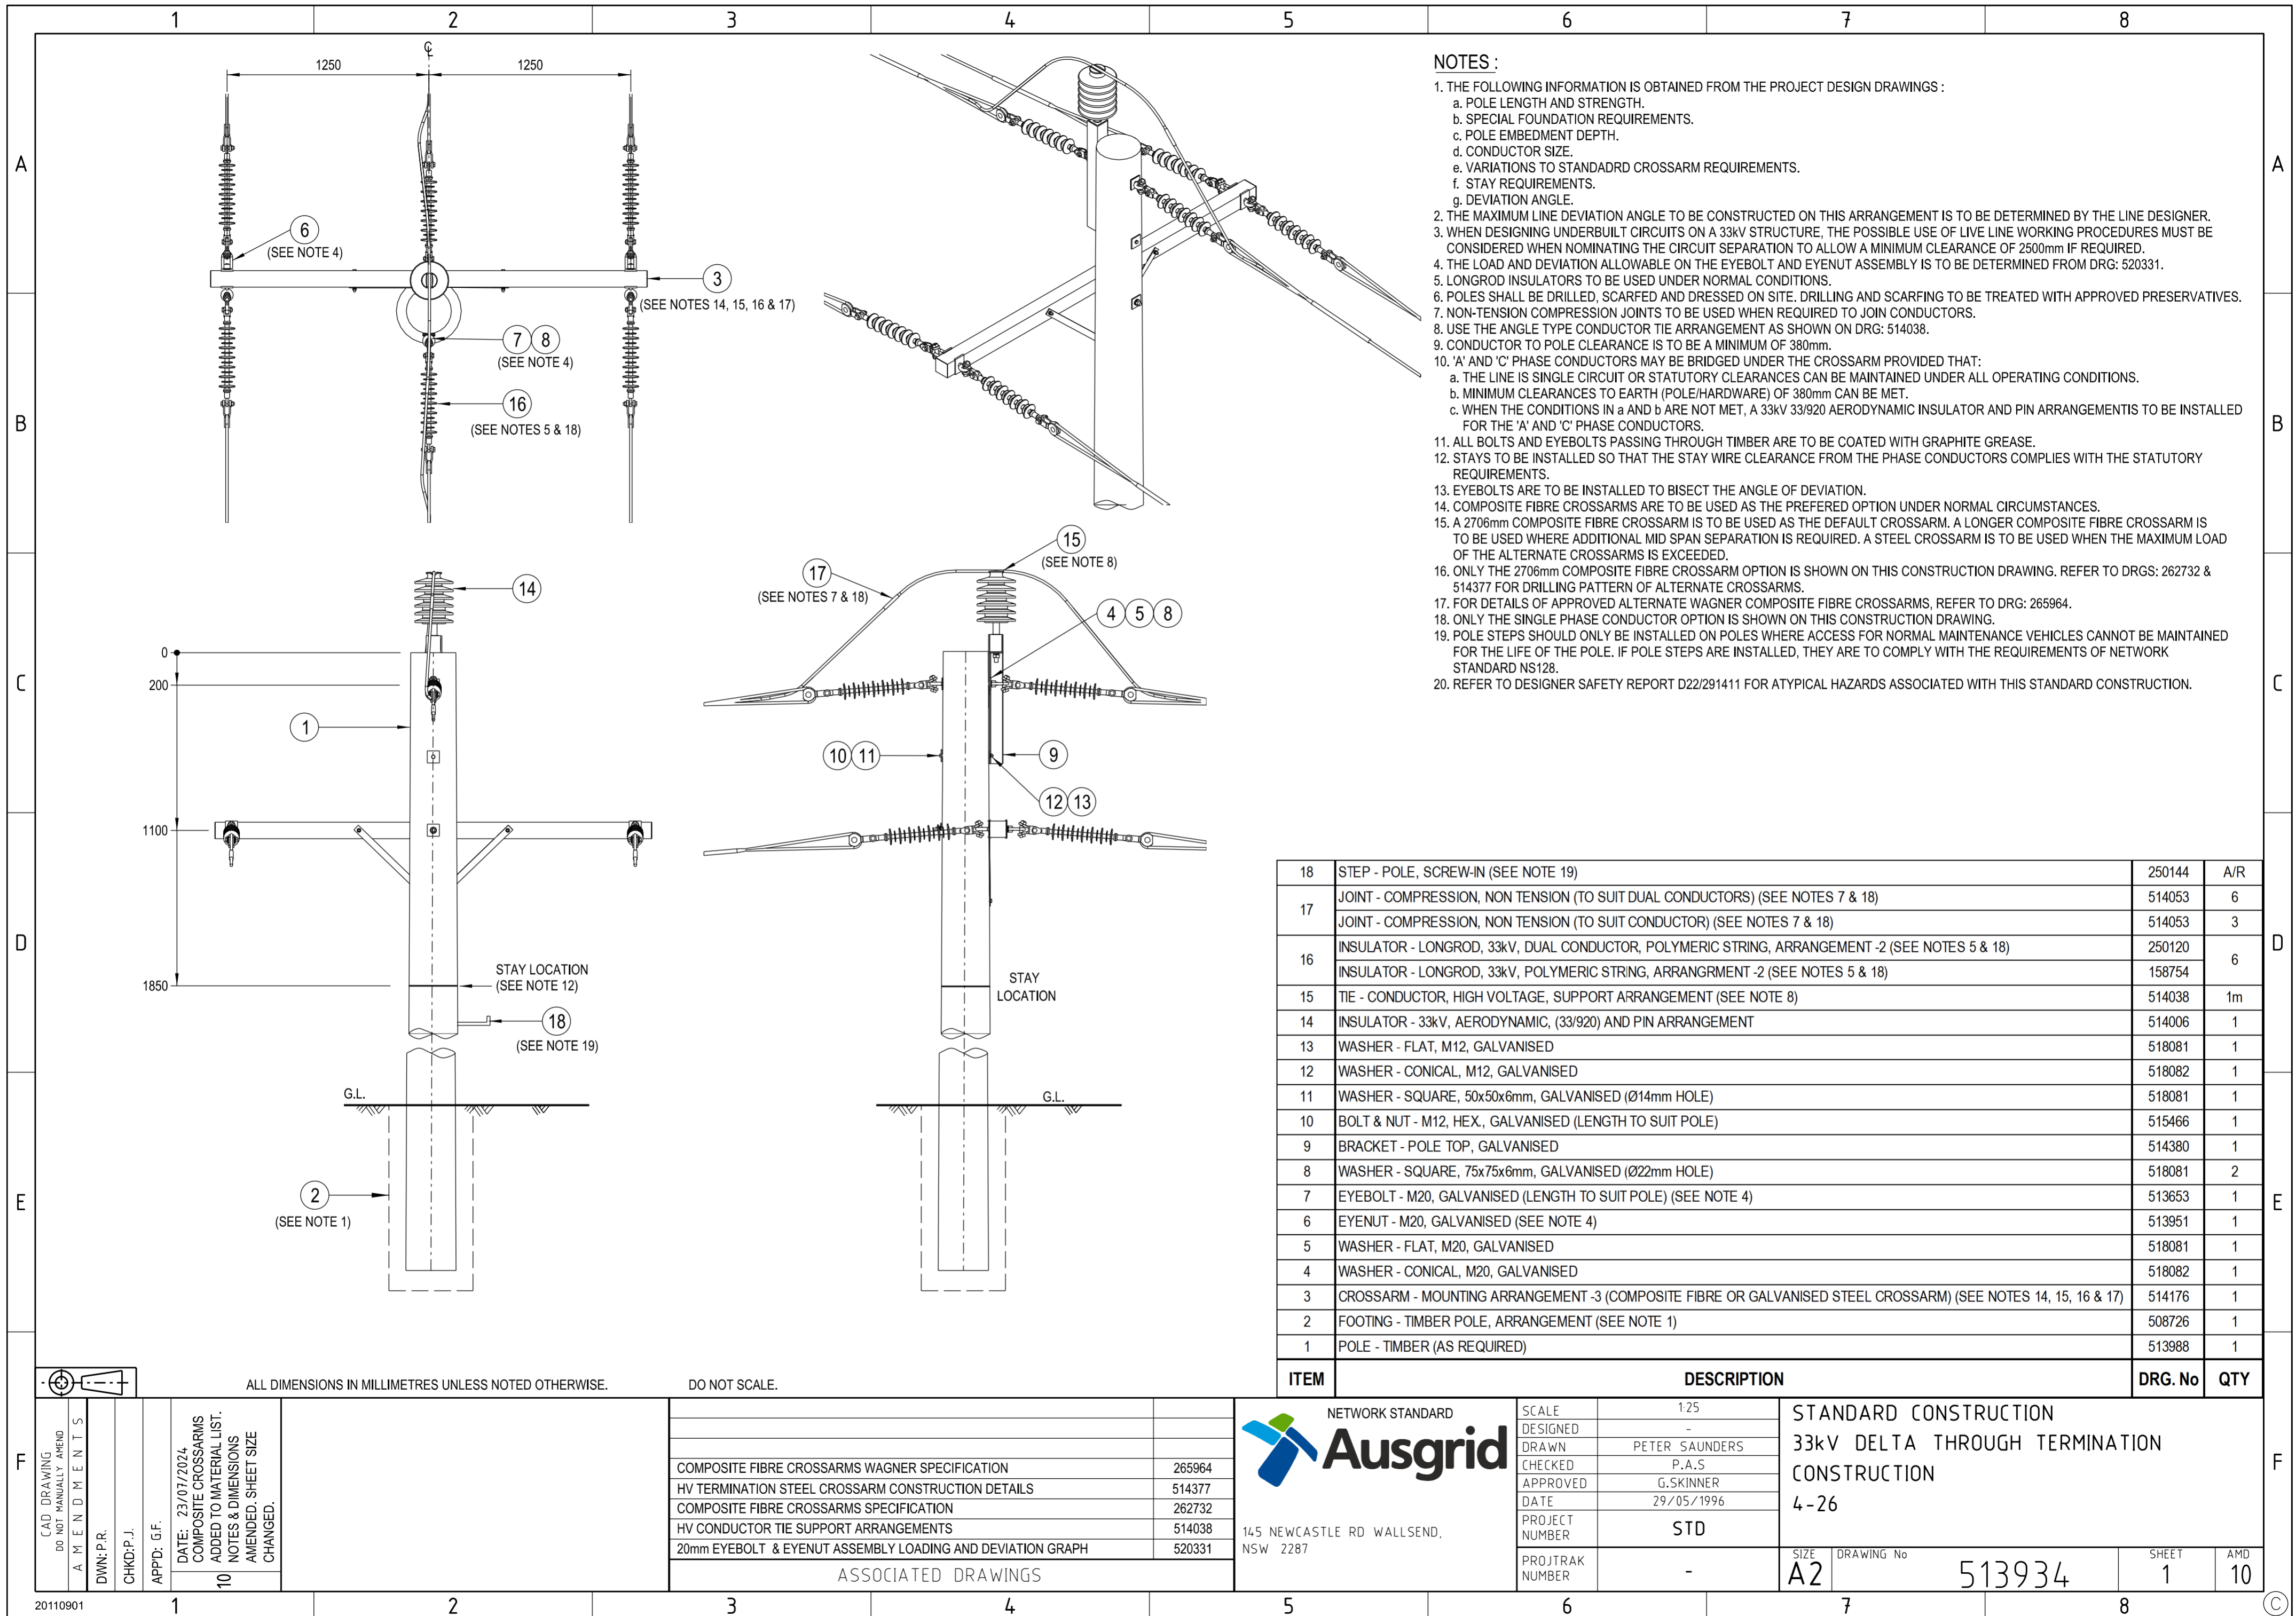 1 2 3 4 5 6 7 8
A
B
C
D
E
F
A
B
C
D
E
F
℄
1250 1250
6
(SEE NOTE 4)
3
(SEE NOTES 14, 15, 16 & 17)
7 8
(SEE NOTE 4)
16
(SEE NOTES 5 & 18)
14
0
200
1
1100
1850
STAY LOCATION
(SEE NOTE 12)
18
(SEE NOTE 19)
G.L.
2
(SEE NOTE 1)
15
(SEE NOTE 8)
17
(SEE NOTES 7 & 18)
4 5 8
10 11
9
12 13
STAY
LOCATION
G.L.
NOTES :
1. THE FOLLOWING INFORMATION IS OBTAINED FROM THE PROJECT DESIGN DRAWINGS :
a. POLE LENGTH AND STRENGTH.
b. SPECIAL FOUNDATION REQUIREMENTS.
c. POLE EMBEDMENT DEPTH.
d. CONDUCTOR SIZE.
e. VARIATIONS TO STANDADRD CROSSARM REQUIREMENTS.
f. STAY REQUIREMENTS.
g. DEVIATION ANGLE.
2. THE MAXIMUM LINE DEVIATION ANGLE TO BE CONSTRUCTED ON THIS ARRANGEMENT IS TO BE DETERMINED BY THE LINE DESIGNER.
3. WHEN DESIGNING UNDERBUILT CIRCUITS ON A 33kV STRUCTURE, THE POSSIBLE USE OF LIVE LINE WORKING PROCEDURES MUST BE
CONSIDERED WHEN NOMINATING THE CIRCUIT SEPARATION TO ALLOW A MINIMUM CLEARANCE OF 2500mm IF REQUIRED.
4. THE LOAD AND DEVIATION ALLOWABLE ON THE EYEBOLT AND EYENUT ASSEMBLY IS TO BE DETERMINED FROM DRG: 520331.
5. LONGROD INSULATORS TO BE USED UNDER NORMAL CONDITIONS.
6. POLES SHALL BE DRILLED, SCARFED AND DRESSED ON SITE. DRILLING AND SCARFING TO BE TREATED WITH APPROVED PRESERVATIVES.
7. NON-TENSION COMPRESSION JOINTS TO BE USED WHEN REQUIRED TO JOIN CONDUCTORS.
8. USE THE ANGLE TYPE CONDUCTOR TIE ARRANGEMENT AS SHOWN ON DRG: 514038.
9. CONDUCTOR TO POLE CLEARANCE IS TO BE A MINIMUM OF 380mm.
10. 'A' AND 'C' PHASE CONDUCTORS MAY BE BRIDGED UNDER THE CROSSARM PROVIDED THAT:
a. THE LINE IS SINGLE CIRCUIT OR STATUTORY CLEARANCES CAN BE MAINTAINED UNDER ALL OPERATING CONDITIONS.
b. MINIMUM CLEARANCES TO EARTH (POLE/HARDWARE) OF 380mm CAN BE MET.
c. WHEN THE CONDITIONS IN a AND b ARE NOT MET, A 33kV 33/920 AERODYNAMIC INSULATOR AND PIN ARRANGEMENTIS TO BE INSTALLED
FOR THE 'A' AND 'C' PHASE CONDUCTORS.
11. ALL BOLTS AND EYEBOLTS PASSING THROUGH TIMBER ARE TO BE COATED WITH GRAPHITE GREASE.
12. STAYS TO BE INSTALLED SO THAT THE STAY WIRE CLEARANCE FROM THE PHASE CONDUCTORS COMPLIES WITH THE STATUTORY
REQUIREMENTS.
13. EYEBOLTS ARE TO BE INSTALLED TO BISECT THE ANGLE OF DEVIATION.
14. COMPOSITE FIBRE CROSSARMS ARE TO BE USED AS THE PREFERED OPTION UNDER NORMAL CIRCUMSTANCES.
15. A 2706mm COMPOSITE FIBRE CROSSARM IS TO BE USED AS THE DEFAULT CROSSARM. A LONGER COMPOSITE FIBRE CROSSARM IS
TO BE USED WHERE ADDITIONAL MID SPAN SEPARATION IS REQUIRED. A STEEL CROSSARM IS TO BE USED WHEN THE MAXIMUM LOAD
OF THE ALTERNATE CROSSARMS IS EXCEEDED.
16. ONLY THE 2706mm COMPOSITE FIBRE CROSSARM OPTION IS SHOWN ON THIS CONSTRUCTION DRAWING. REFER TO DRGS: 262732 &
514377 FOR DRILLING PATTERN OF ALTERNATE CROSSARMS.
17. FOR DETAILS OF APPROVED ALTERNATE WAGNER COMPOSITE FIBRE CROSSARMS, REFER TO DRG: 265964.
18. ONLY THE SINGLE PHASE CONDUCTOR OPTION IS SHOWN ON THIS CONSTRUCTION DRAWING.
19. POLE STEPS SHOULD ONLY BE INSTALLED ON POLES WHERE ACCESS FOR NORMAL MAINTENANCE VEHICLES CANNOT BE MAINTAINED
FOR THE LIFE OF THE POLE. IF POLE STEPS ARE INSTALLED, THEY ARE TO COMPLY WITH THE REQUIREMENTS OF NETWORK
STANDARD NS128.
20. REFER TO DESIGNER SAFETY REPORT D22/291411 FOR ATYPICAL HAZARDS ASSOCIATED WITH THIS STANDARD CONSTRUCTION.
18 STEP - POLE, SCREW-IN (SEE NOTE 19) 250144 A/R
17 JOINT - COMPRESSION, NON TENSION (TO SUIT DUAL CONDUCTORS) (SEE NOTES 7 & 18) 514053 6
JOINT - COMPRESSION, NON TENSION (TO SUIT CONDUCTOR) (SEE NOTES 7 & 18) 514053 3
16 INSULATOR - LONGROD, 33kV, DUAL CONDUCTOR, POLYMERIC STRING, ARRANGEMENT -2 (SEE NOTES 5 & 18) 250120 6
INSULATOR - LONGROD, 33kV, POLYMERIC STRING, ARRANGRMENT -2 (SEE NOTES 5 & 18) 158754
15 TIE - CONDUCTOR, HIGH VOLTAGE, SUPPORT ARRANGEMENT (SEE NOTE 8) 514038 1m
14 INSULATOR - 33kV, AERODYNAMIC, (33/920) AND PIN ARRANGEMENT 514006 1
13 WASHER - FLAT, M12, GALVANISED 518081 1
12 WASHER - CONICAL, M12, GALVANISED 518082 1
11 WASHER - SQUARE, 50x50x6mm, GALVANISED (Ø14mm HOLE) 518081 1
10 BOLT & NUT - M12, HEX., GALVANISED (LENGTH TO SUIT POLE) 515466 1
9 BRACKET - POLE TOP, GALVANISED 514380 1
8 WASHER - SQUARE, 75x75x6mm, GALVANISED (Ø22mm HOLE) 518081 2
7 EYEBOLT - M20, GALVANISED (LENGTH TO SUIT POLE) (SEE NOTE 4) 513653 1
6 EYENUT - M20, GALVANISED (SEE NOTE 4) 513951 1
5 WASHER - FLAT, M20, GALVANISED 518081 1
4 WASHER - CONICAL, M20, GALVANISED 518082 1
3 CROSSARM - MOUNTING ARRANGEMENT -3 (COMPOSITE FIBRE OR GALVANISED STEEL CROSSARM) (SEE NOTES 14, 15, 16 & 17) 514176 1
2 FOOTING - TIMBER POLE, ARRANGEMENT (SEE NOTE 1) 508726 1
1 POLE - TIMBER (AS REQUIRED) 513988 1
ITEM DESCRIPTION DRG. No QTY
ALL DIMENSIONS IN MILLIMETRES UNLESS NOTED OTHERWISE. DO NOT SCALE.
CAD DRAWING
DO NOT MANUALLY AMEND
AMENDMENTS
DWN: P.R.
CHKD:P.J.
APP'D: G.F.
10 DATE: 23/07/2024
COMPOSITE CROSSARMS
ADDED TO MATERIAL LIST.
NOTES & DIMENSIONS
AMENDED. SHEET SIZE
CHANGED.
COMPOSITE FIBRE CROSSARMS WAGNER SPECIFICATION 265964
HV TERMINATION STEEL CROSSARM CONSTRUCTION DETAILS 514377
COMPOSITE FIBRE CROSSARMS SPECIFICATION 262732
HV CONDUCTOR TIE SUPPORT ARRANGEMENTS 514038
20mm EYEBOLT & EYENUT ASSEMBLY LOADING AND DEVIATION GRAPH 520331
ASSOCIATED DRAWINGS
NETWORK STANDARD
Ausgrid
145 NEWCASTLE RD WALLSEND,
NSW 2287
SCALE 1:25
DESIGNED -
DRAWN PETER SAUNDERS
CHECKED P.A.S
APPROVED G.SKINNER
DATE 29/05/1996
PROJECT NUMBER STD
PROJTRAK NUMBER -
STANDARD CONSTRUCTION
33kV DELTA THROUGH TERMINATION
CONSTRUCTION
4-26
SIZE A2
DRAWING No 513934
SHEET 1
AMD 10
20110901
1 2 3 4 5 6 7 8
©